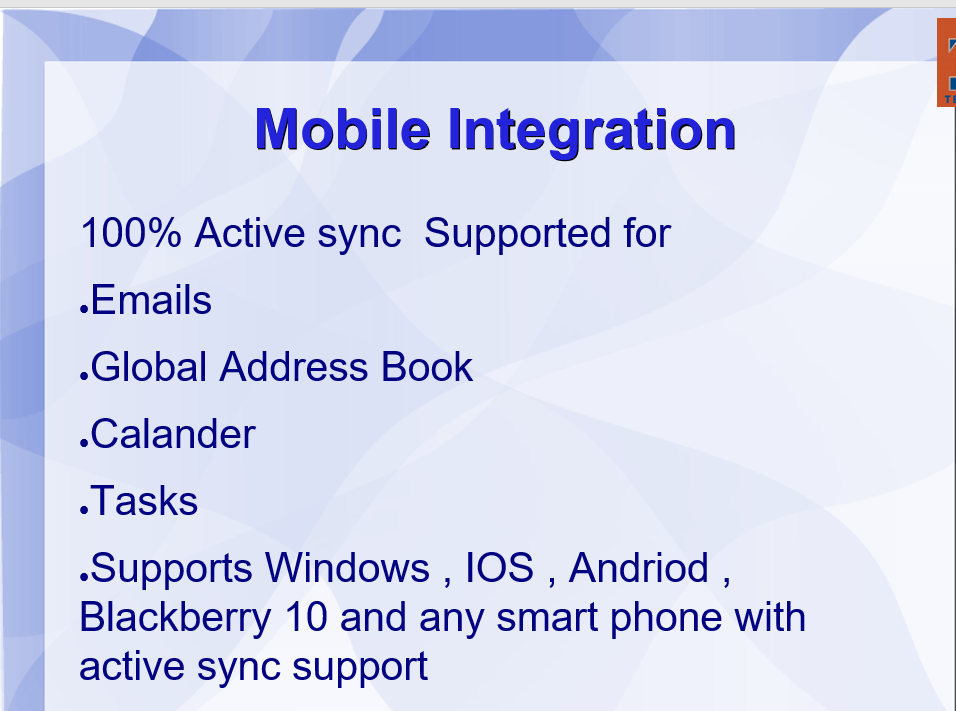 Mobile Integration
100% Active sync  Supported for
●Emails
●Global Address Book
●Calander
●Tasks
●Supports Windows , IOS , Andriod ,
Blackberry 10 and any smart phone with
active sync support